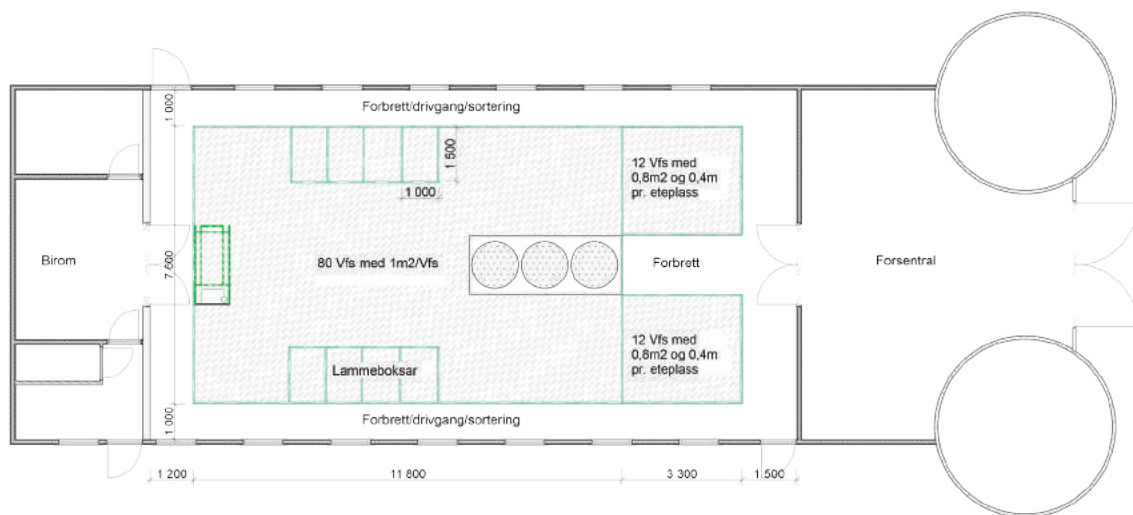 Forbrett/drivgang/sortering
1 000
1 500
1 000
12 Vfs med
0,8m2 og 0,4m
pr. eteplass
Birom
7 600
80 Vfs med 1m2/Vfs
Forbrett
Forsentral
12 Vfs med
0,8m2 og 0,4m
pr. eteplass
Lammeboksar
1 000
Forbrett/drivgang/sortering
1 200
11 800
3 300
1 500